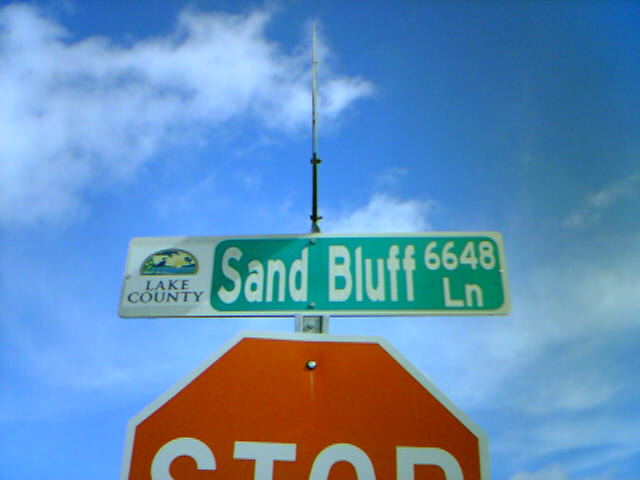 LAKE
COUNTY
Sand Bluff 6648
Ln
STOP